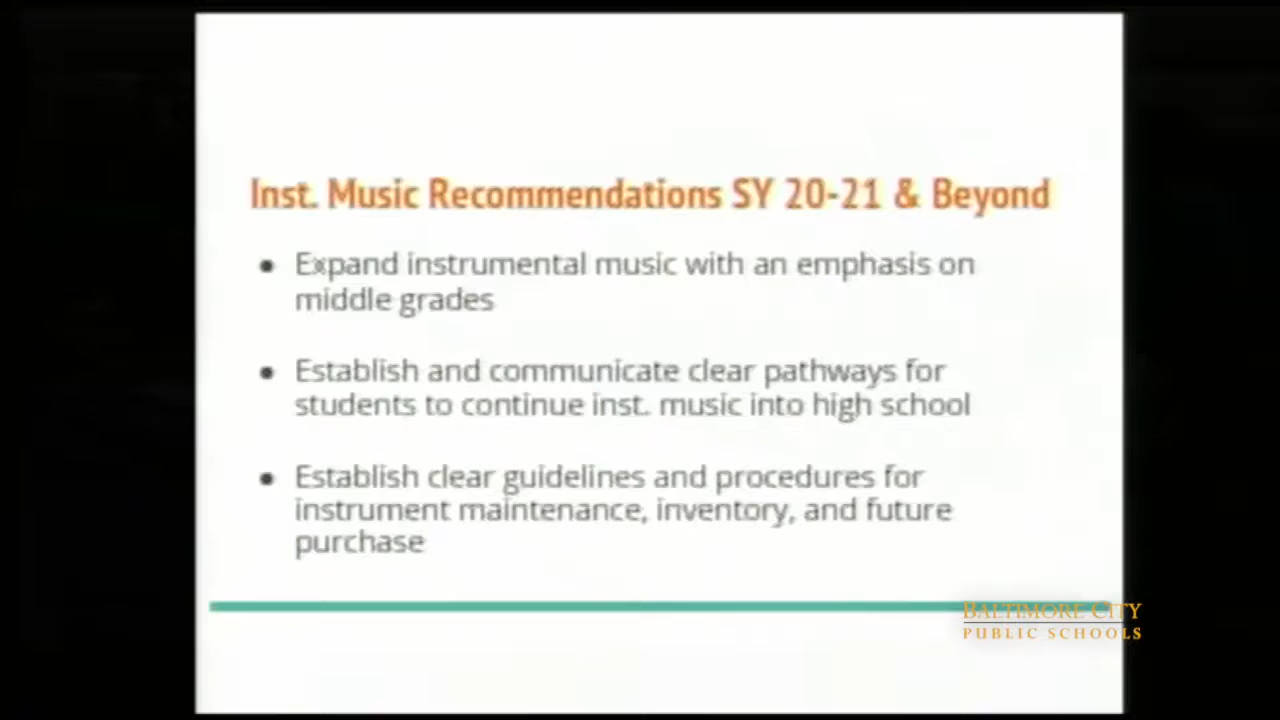 Inst. Music Recommendations SY 20-21 & Beyond
● Expand instrumental music with an emphasis on
middle grades
● Establish and communicate clear pathways for
students to continue inst. music into high school
● Establish clear guidelines and procedures for
instrument maintenance, inventory, and future
purchase
BALTIMORE CITY
PUBLIC SCHOOLS